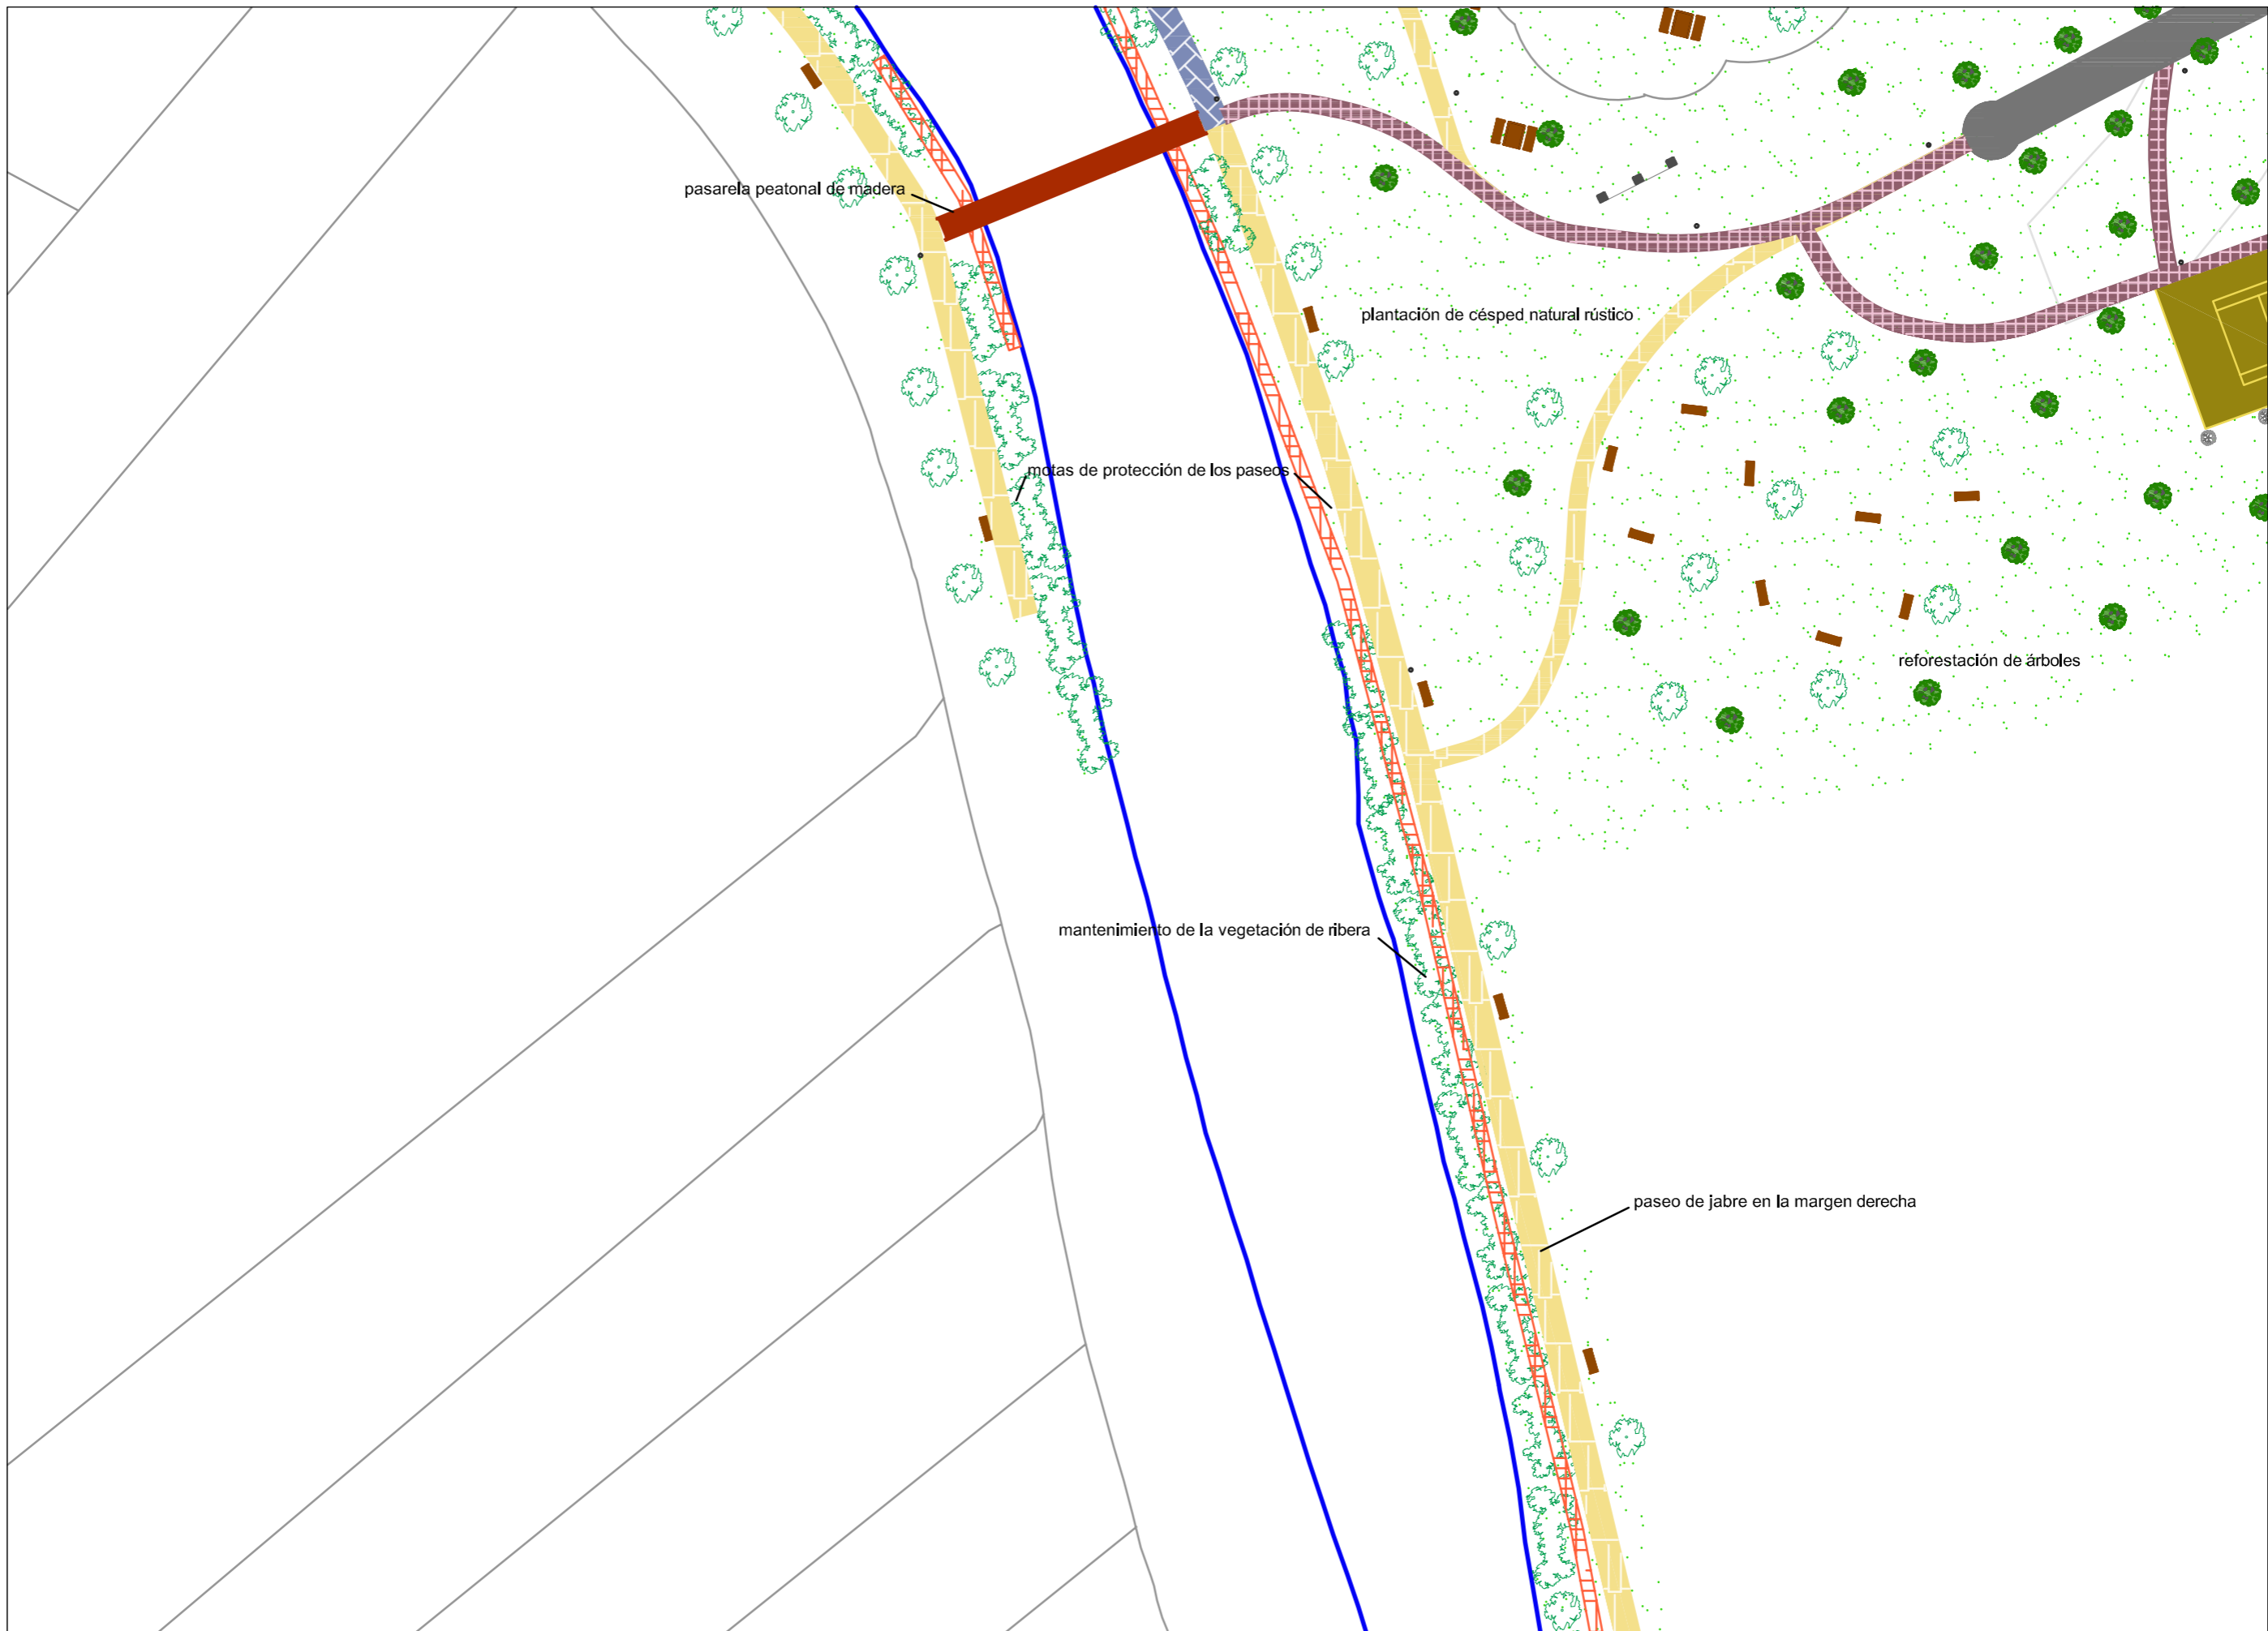 pasarela peatonal de madera
plantación de césped natural rústico
motas de protección de los paseos
reforestación de árboles
mantenimiento de la vegetación de ribera
paseo de jabre en la margen derecha